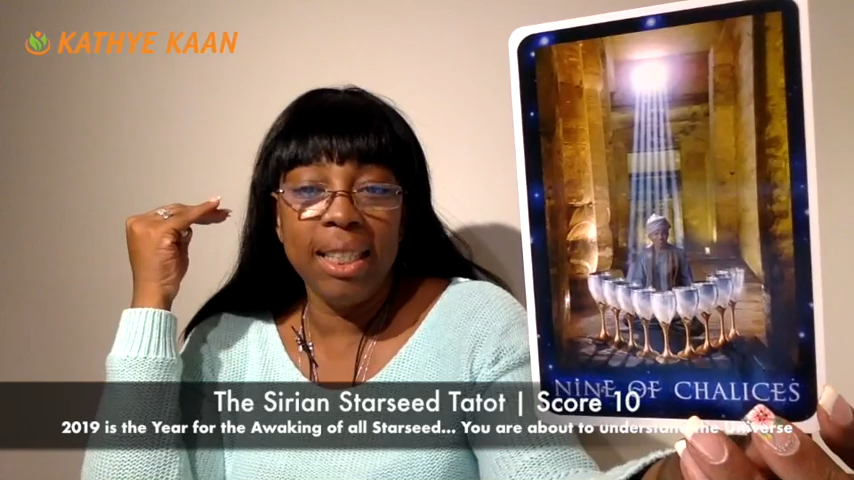 KATHYE KAAN
NINE OF CHALICES
The Sirian Starseed Tatot | Score 10
2019 is the Year for the Awaking of all Starseed... You are about to understand the Universe